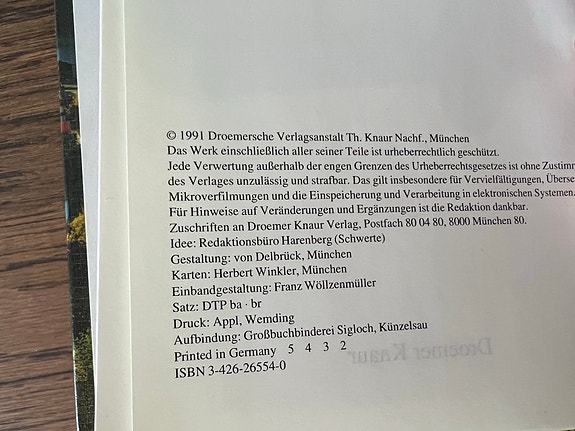 © 1991 Droemersche Verlagsanstalt Th. Knaur Nachf., München
Das Werk einschließlich aller seiner Teile ist urheberrechtlich geschützt.
Jede Verwertung außerhalb der engen Grenzen des Urheberrechtsgesetzes ist ohne Zustim
des Verlages unzulässig und strafbar. Das gilt insbesondere für Vervielfältigungen, Überse
Mikroverfilmungen und die Einspeicherung und Verarbeitung in elektronischen Systemen.
Für Hinweise auf Veränderungen und Ergänzungen ist die Redaktion dankbar.
Zuschriften an Droemer Knaur Verlag, Postfach 80 04 80, 8000 München 80.
Idee: Redaktionsbüro Harenberg (Schwerte)
Gestaltung: von Delbrück, München
Karten: Herbert Winkler, München
Einbandgestaltung: Franz Wöllzenmüller
Satz: DTP ba · br
Druck: Appl, Wemding
Aufbindung: Großbuchbinderei Sigloch, Künzelsau
Printed in Germany 5 4 3 2
ISBN 3-426-26554-0
Droemer Knaur